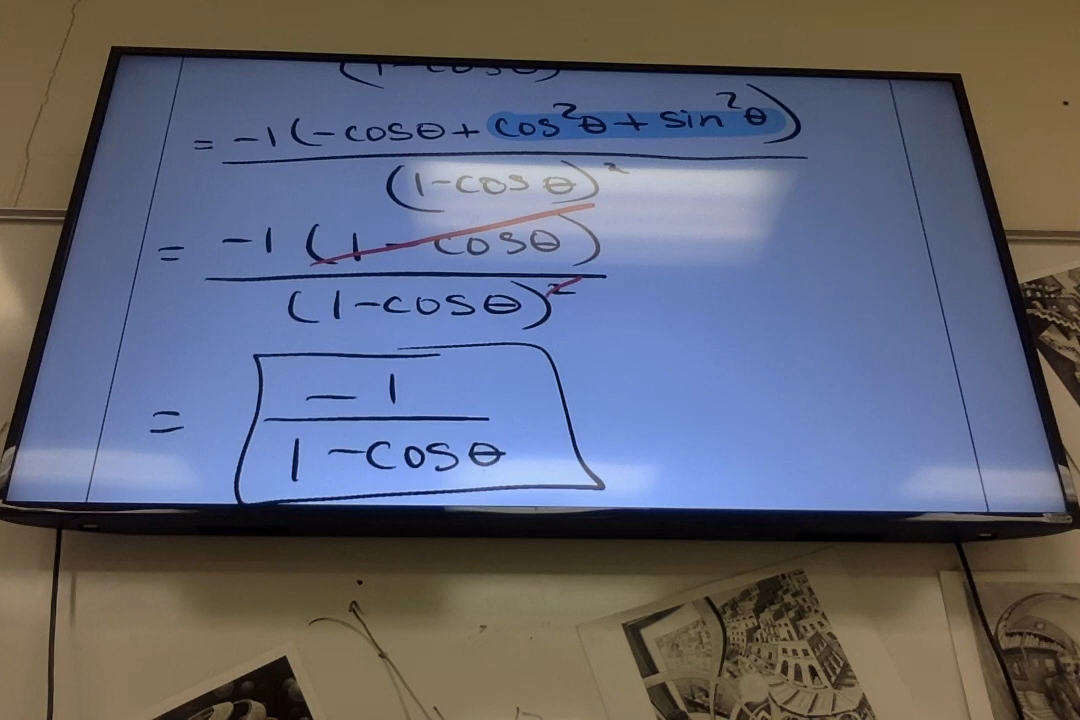 (1-cosθ)
= -1(-cosθ + cos²θ + sin²θ)
(1-cosθ)²
= -1(1-cosθ)
(1-cosθ)²
= -1
1-cosθ